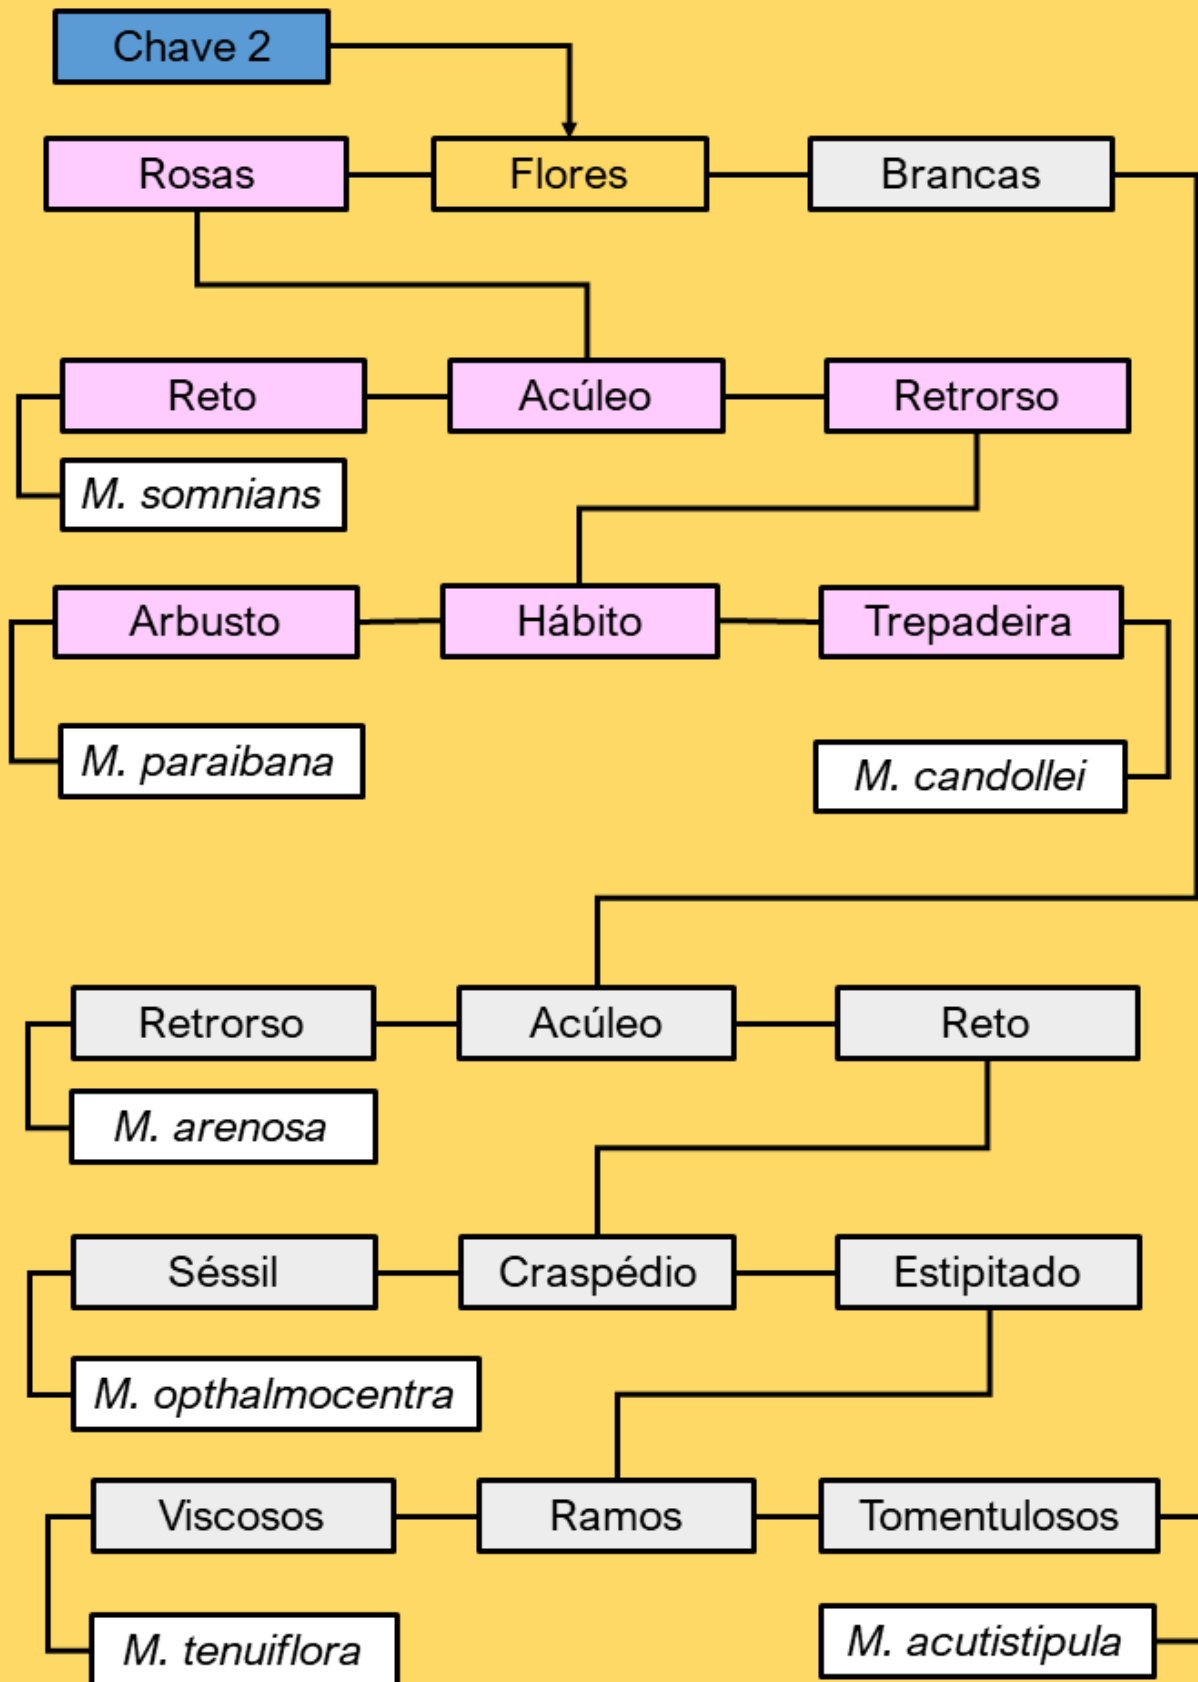 Chave 2
Rosas
Flores
Brancas
Reto
Acúleo
Retrorso
M. somnians
Arbusto
Hábito
Trepadeira
M. paraibana
M. candollei
Retrorso
Acúleo
Reto
M. arenosa
Séssil
Craspédio
Estipitado
M. opthalmocentra
Viscosos
Ramos
Tomentulosos
M. tenuiflora
M. acutistipula